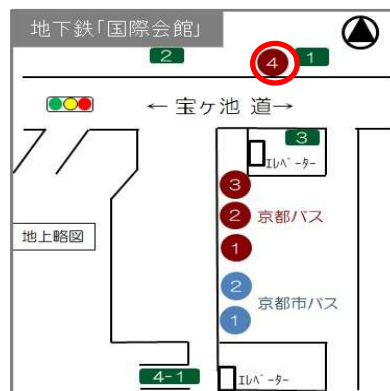 地下鉄「国際会館」
2
4
1
← 宝ヶ池 道→
3
エレベーター
3
2
京都バス
地上略図
1
2
京都市バス
1
4-1
エレベーター